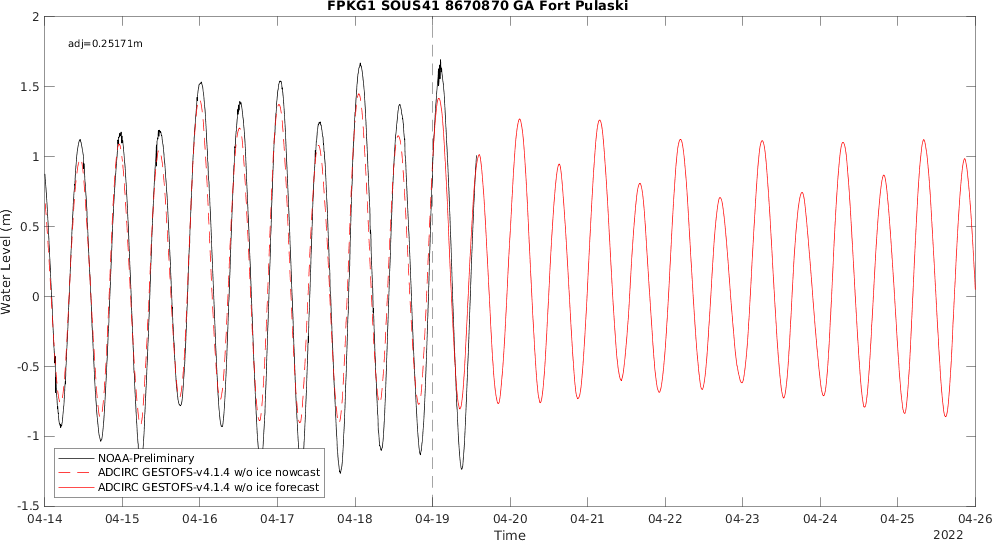 FPKG1 SOUS41 8670870 GA Fort Pulaski
adj=0.25171m
2
1.5
1
0.5
0
-0.5
-1
-1.5
Water Level (m)
NOAA-Preliminary
ADCIRC GESTOFS-v4.1.4 w/o ice nowcast
ADCIRC GESTOFS-v4.1.4 w/o ice forecast
04-14 04-15 04-16 04-17 04-18 04-19 04-20 04-21 04-22 04-23 04-24 04-25 04-26
Time
2022